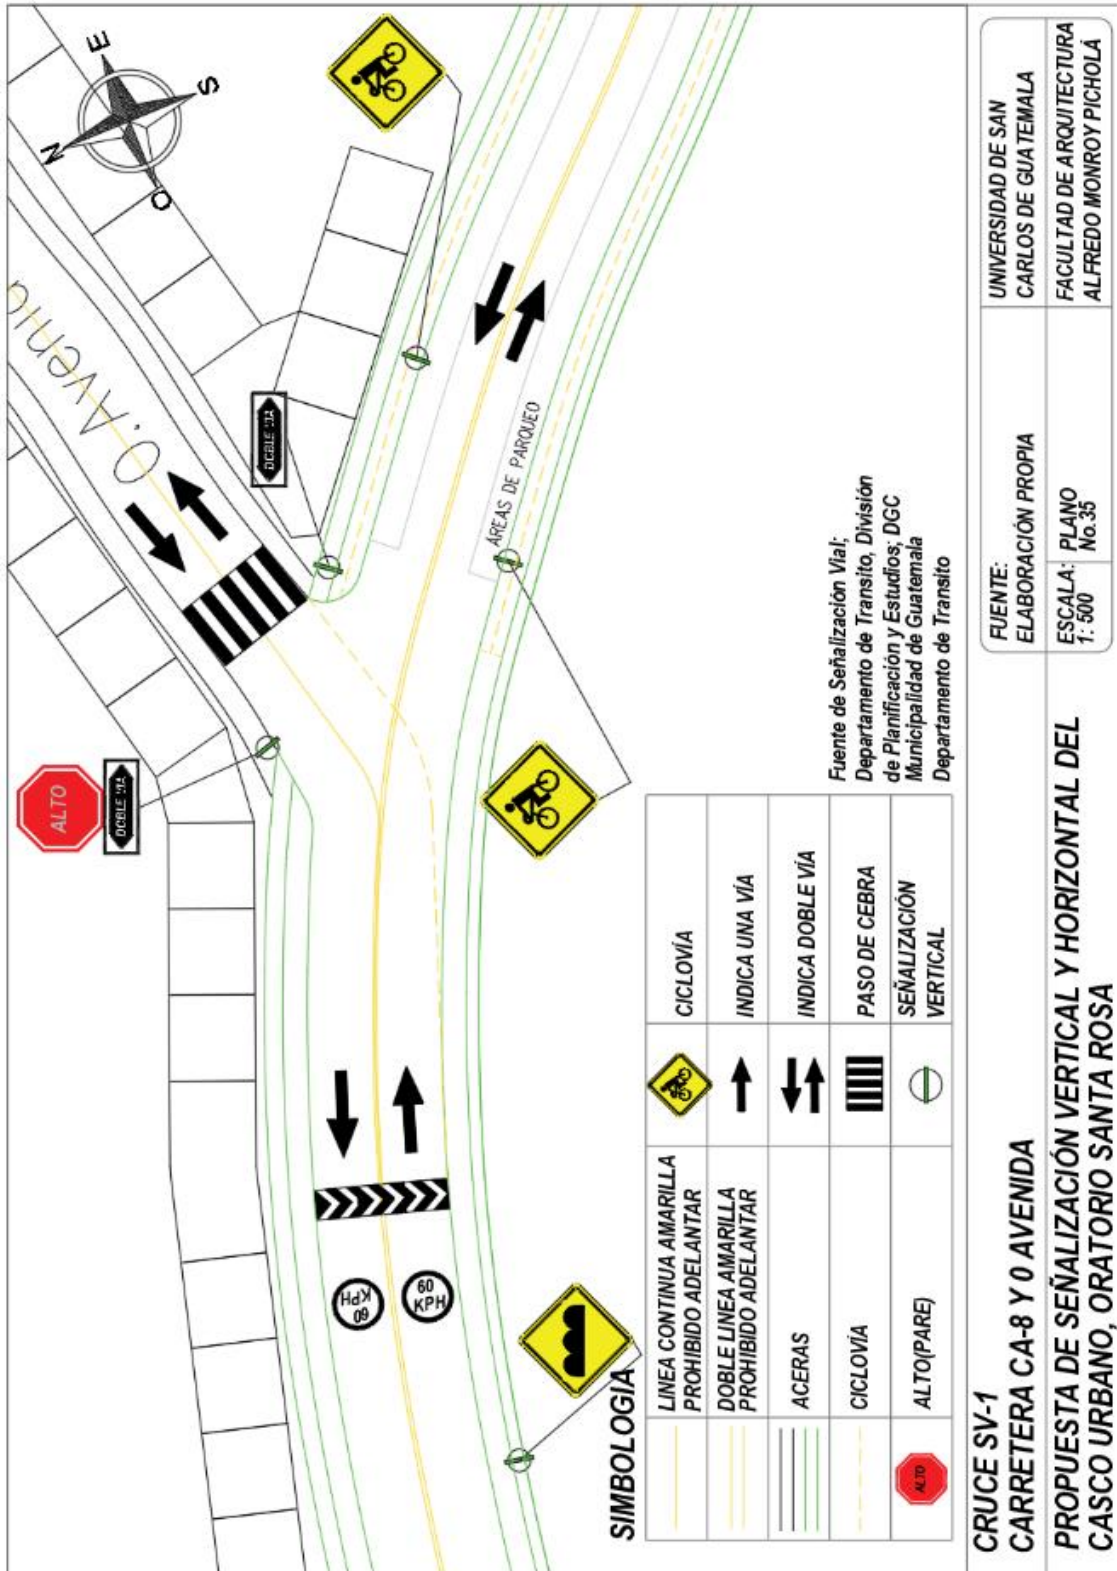 N
E
S
O
0. Avenid
ALTO
DOBLE VIA
DOBLE VIA
ÁREAS DE PARQUEO
60
KPH
60
KPH
SIMBOLOGIA
LINEA CONTINUA AMARILLA
PROHIBIDO ADELANTAR
CICLOVÍA
DOBLE LINEA AMARILLA
PROHIBIDO ADELANTAR
INDICA UNA VÍA
ACERAS
INDICA DOBLE VÍA
CICLOVÍA
PASO DE CEBRA
ALTO
ALTO(PARE)
SEÑALIZACIÓN
VERTICAL
Fuente de Señalización Vial;
Departamento de Transito, División
de Planificación y Estudios; DGC
Municipalidad de Guatemala
Departamento de Transito
CRUCE SV-1
CARRETERA CA-8 Y 0 AVENIDA
PROPUESTA DE SEÑALIZACIÓN VERTICAL Y HORIZONTAL DEL
CASCO URBANO, ORATORIO SANTA ROSA
FUENTE:
ELABORACIÓN PROPIA
UNIVERSIDAD DE SAN
CARLOS DE GUATEMALA
ESCALA:
1: 500
PLANO
No.35
FACULTAD DE ARQUITECTURA
ALFREDO MONROY PICHOLÁ